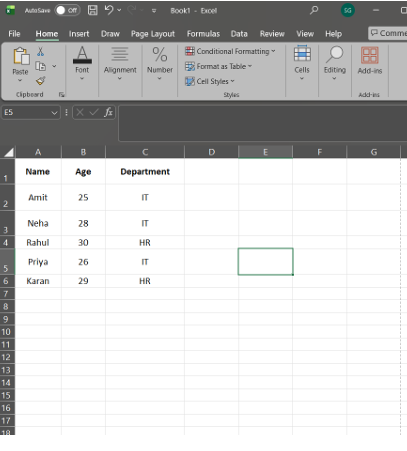 AutoSave Off Book1 - Excel SG
File Home Insert Draw Page Layout Formulas Data Review View Help Comme
Paste Font Alignment Number Conditional Formatting Format as Table Cell Styles Cells Editing Add-ins
Clipboard Styles Add-ins
E5 fx
A B C D E F G
1 Name Age Department
2 Amit 25 IT
3 Neha 28 IT
4 Rahul 30 HR
5 Priya 26 IT
6 Karan 29 HR
7
8
9
10
11
12
13
14
15
16
17
18